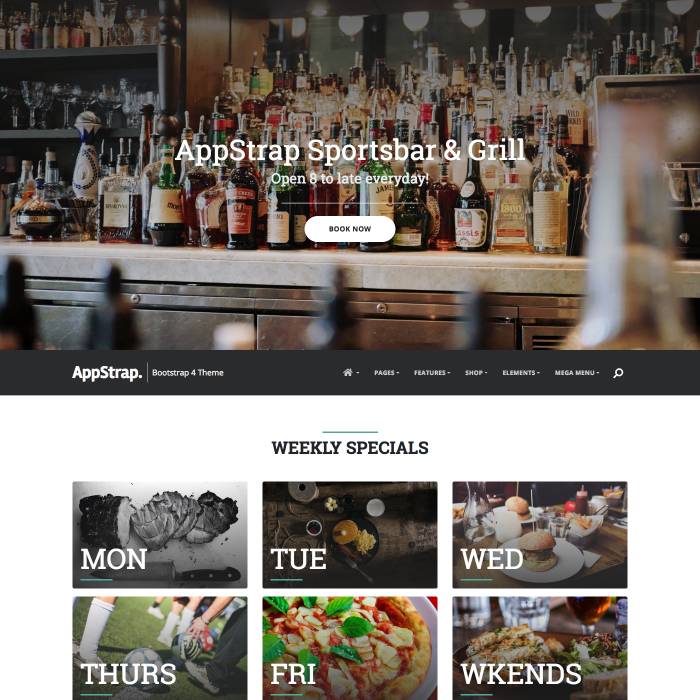 AppStrap Sportsbar & Grill
Open 8 to late everyday!
BOOK NOW
AppStrap.
Bootstrap 4 Theme
PAGES
FEATURES
SHOP
ELEMENTS
MEGA MENU
WEEKLY SPECIALS
MON
TUE
WED
THURS
FRI
WKENDS